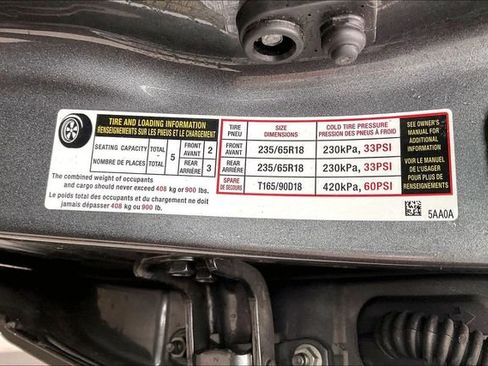 TIRE AND LOADING INFORMATION
RENSEIGNEMENTS SUR LES PNEUS ET LE CHARGEMENT
SEATING CAPACITY TOTAL 5 FRONT AVANT 2
NOMBRE DE PLACES TOTAL REAR ARRIÈRE 3
The combined weight of occupants
and cargo should never exceed 408 kg or 900 lbs.
Le poids total des occupants et du chargement ne doit
jamais dépasser 408 kg ou 900 lb.
TIRE PNEU SIZE DIMENSIONS COLD TIRE PRESSURE PRESSION DES PNEUS À FROID
FRONT AVANT 235/65R18 230kPa, 33PSI
REAR ARRIÈRE 235/65R18 230kPa, 33PSI
SPARE DE SECOURS T165/90D18 420kPa, 60PSI
SEE OWNER'S
MANUAL FOR
ADDITIONAL
INFORMATION
VOIR LE MANUEL
DE L'USAGER
POUR PLUS DE
RENSEIGNEMENTS
5AA0A